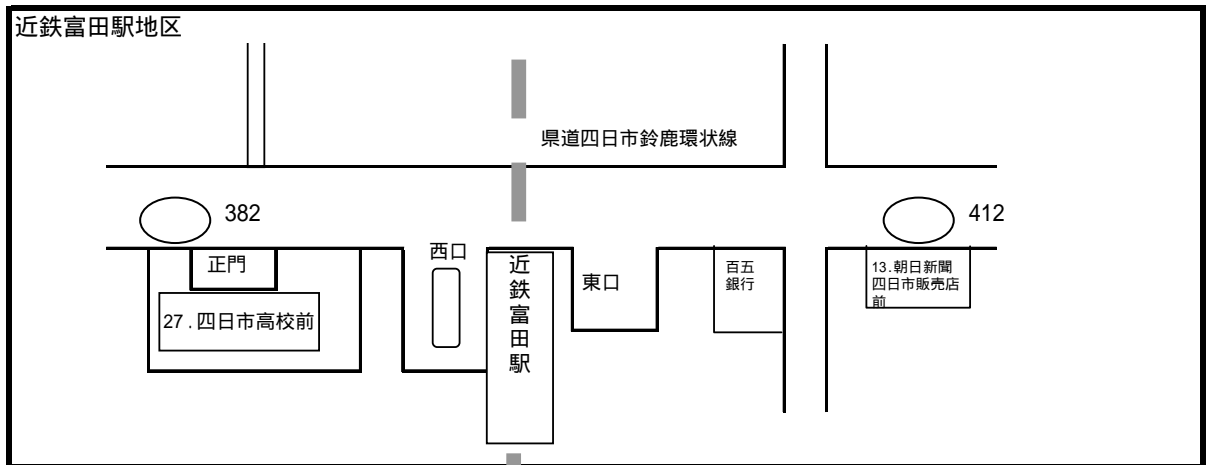 近鉄富田駅地区
県道四日市鈴鹿環状線
382
412
正門
西口
近鉄富田駅
東口
百五
銀行
13.朝日新聞
四日市販売店
前
27.四日市高校前